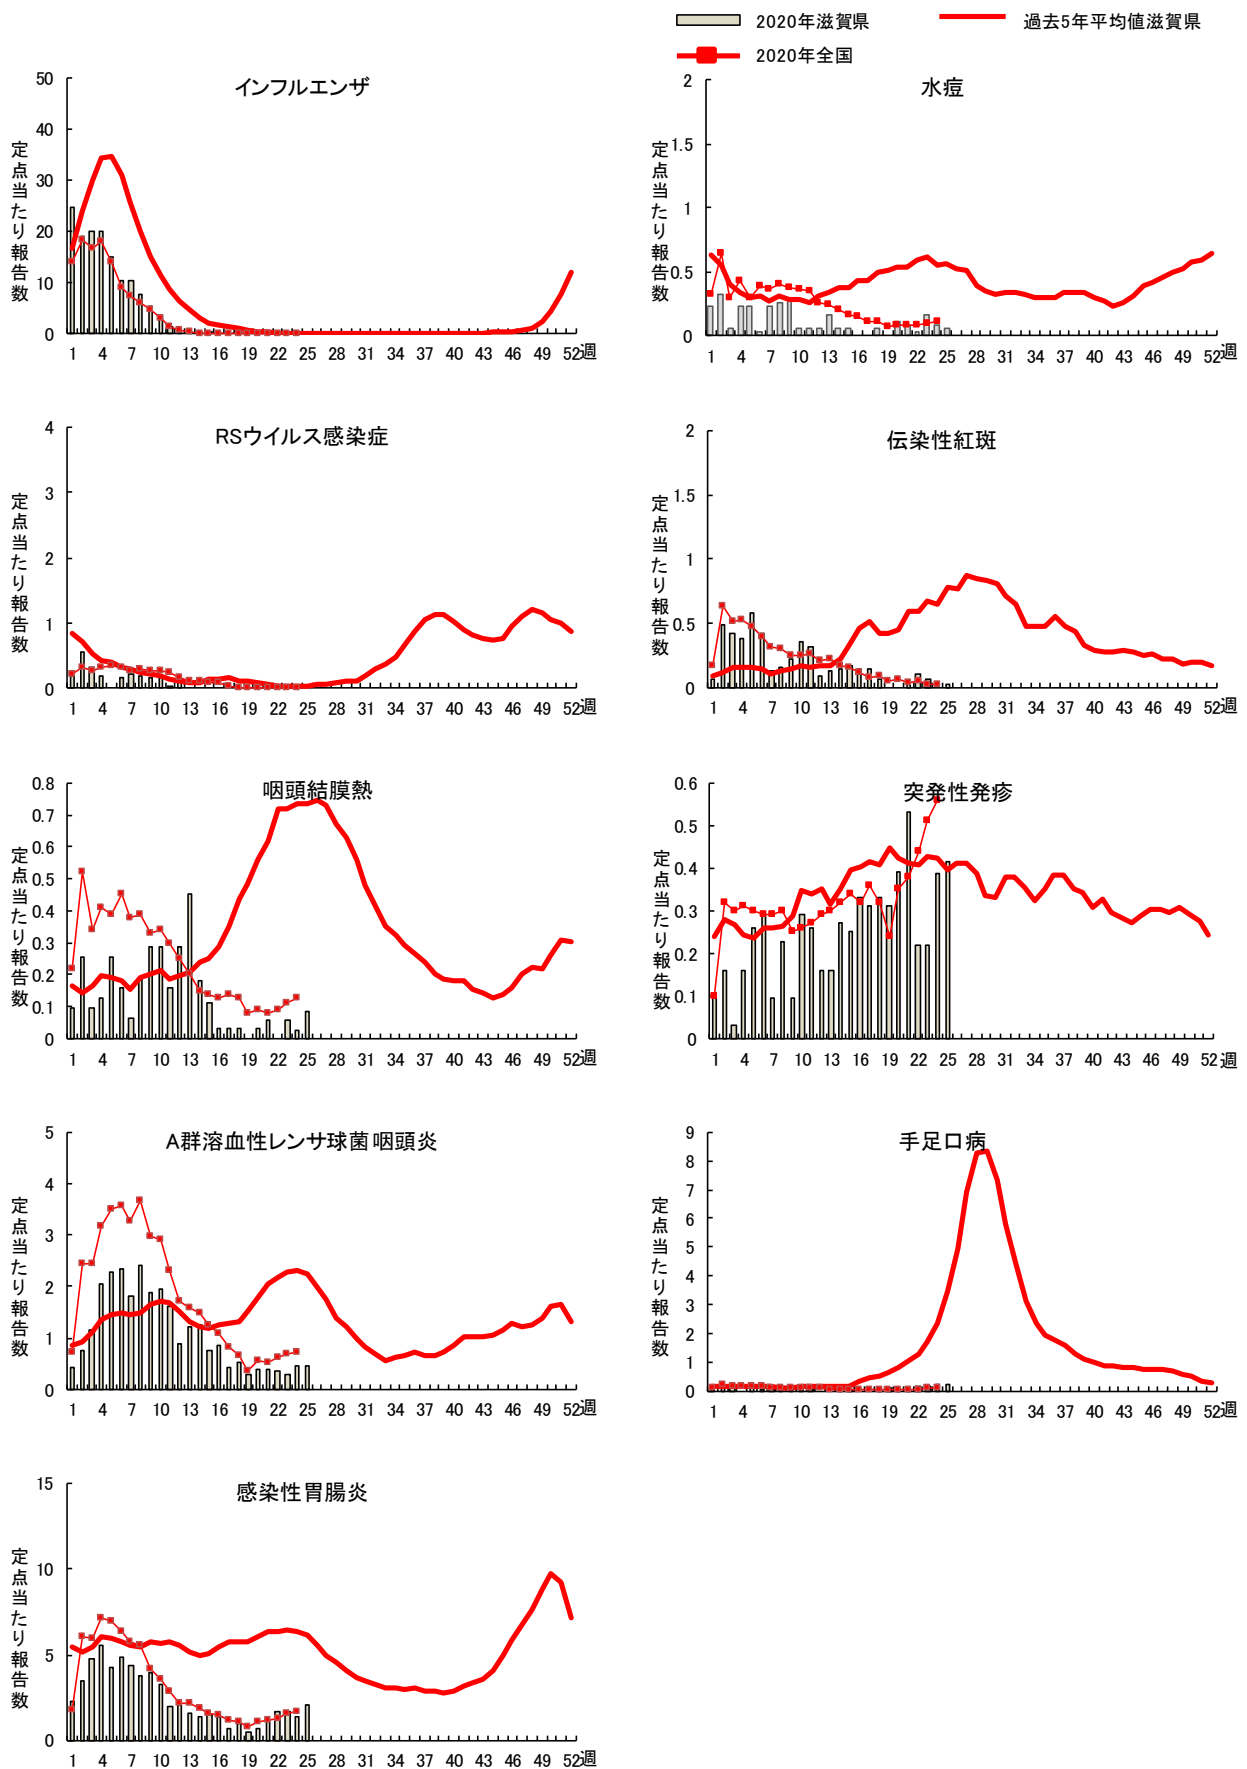 2020年滋賀県
過去5年平均値滋賀県
2020年全国
インフルエンザ
定点当たり報告数
50
40
30
20
10
0
1 4 7 10 13 16 19 22 25 28 31 34 37 40 43 46 49 52週
水痘
定点当たり報告数
2
1.5
1
0.5
0
1 4 7 10 13 16 19 22 25 28 31 34 37 40 43 46 49 52週
RSウイルス感染症
定点当たり報告数
4
3
2
1
0
1 4 7 10 13 16 19 22 25 28 31 34 37 40 43 46 49 52週
伝染性紅斑
定点当たり報告数
2
1.5
1
0.5
0
1 4 7 10 13 16 19 22 25 28 31 34 37 40 43 46 49 52週
咽頭結膜熱
定点当たり報告数
0.8
0.7
0.6
0.5
0.4
0.3
0.2
0.1
0
1 4 7 10 13 16 19 22 25 28 31 34 37 40 43 46 49 52週
突発性発疹
定点当たり報告数
0.6
0.5
0.4
0.3
0.2
0.1
0
1 4 7 10 13 16 19 22 25 28 31 34 37 40 43 46 49 52週
A群溶血性レンサ球菌咽頭炎
定点当たり報告数
5
4
3
2
1
0
1 4 7 10 13 16 19 22 25 28 31 34 37 40 43 46 49 52週
手足口病
定点当たり報告数
9
8
7
6
5
4
3
2
1
0
1 4 7 10 13 16 19 22 25 28 31 34 37 40 43 46 49 52週
感染性胃腸炎
定点当たり報告数
15
10
5
0
1 4 7 10 13 16 19 22 25 28 31 34 37 40 43 46 49 52週